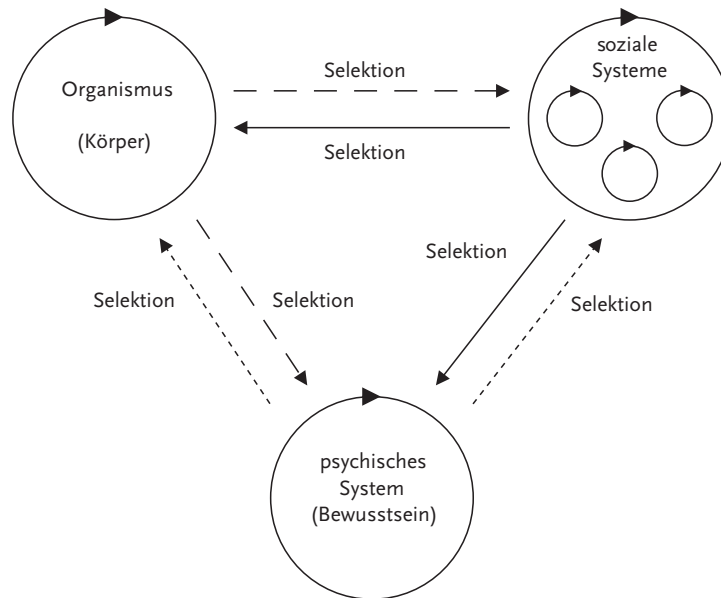 Organismus
(Körper)
Selektion
Selektion
soziale
Systeme
Selektion
Selektion
Selektion
Selektion
psychisches
System
(Bewusstsein)